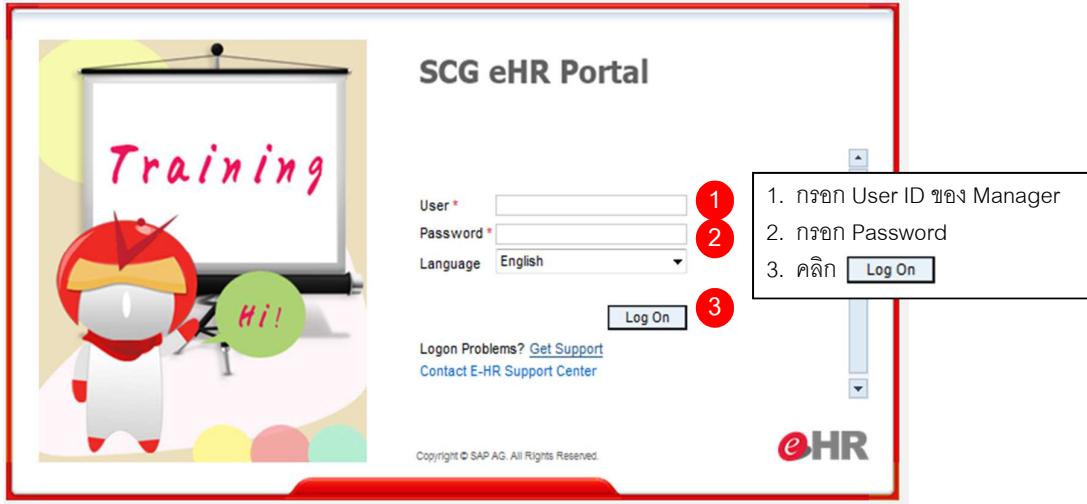 SCG eHR Portal
Training
Hi!
User *
1
Password *
2
Language English
Log On
3
Logon Problems? Get Support
Contact E-HR Support Center
Copyright © SAP AG. All Rights Reserved.
eHR
1. กรอก User ID ของ Manager
2. กรอก Password
3. คลิก Log On